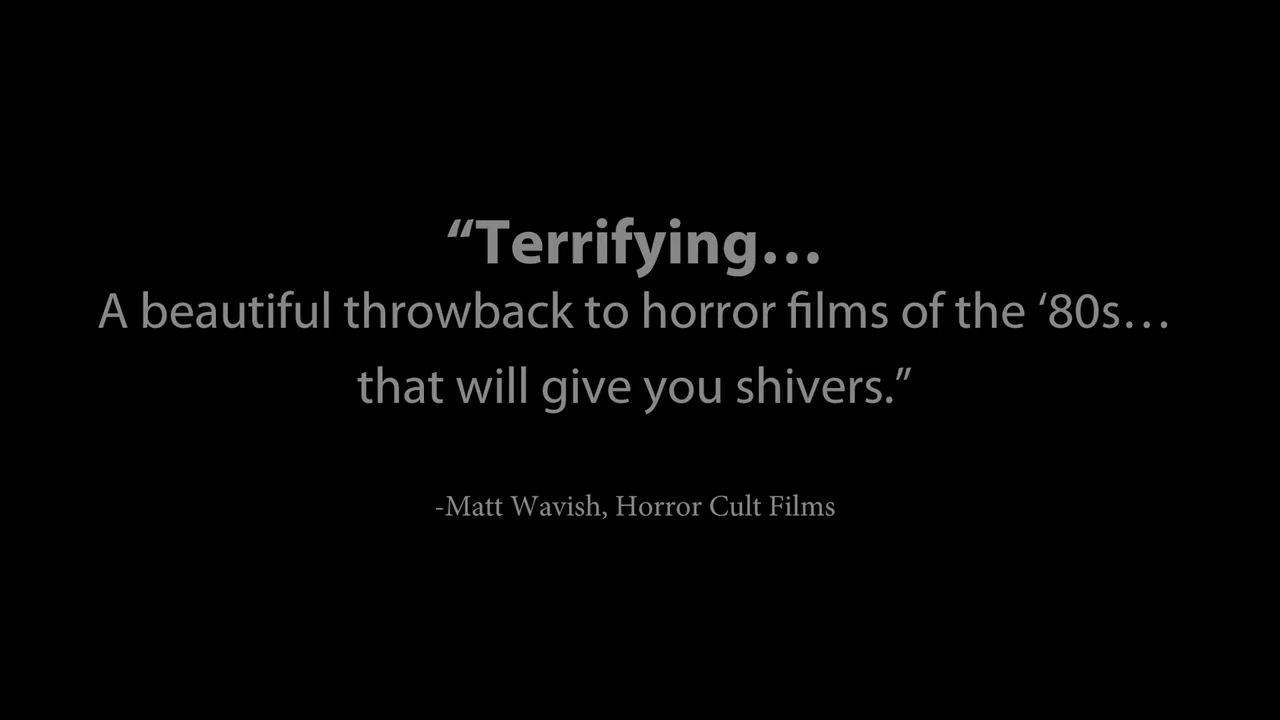 “Terrifying…
A beautiful throwback to horror films of the ‘80s…
that will give you shivers.”
-Matt Wavish, Horror Cult Films